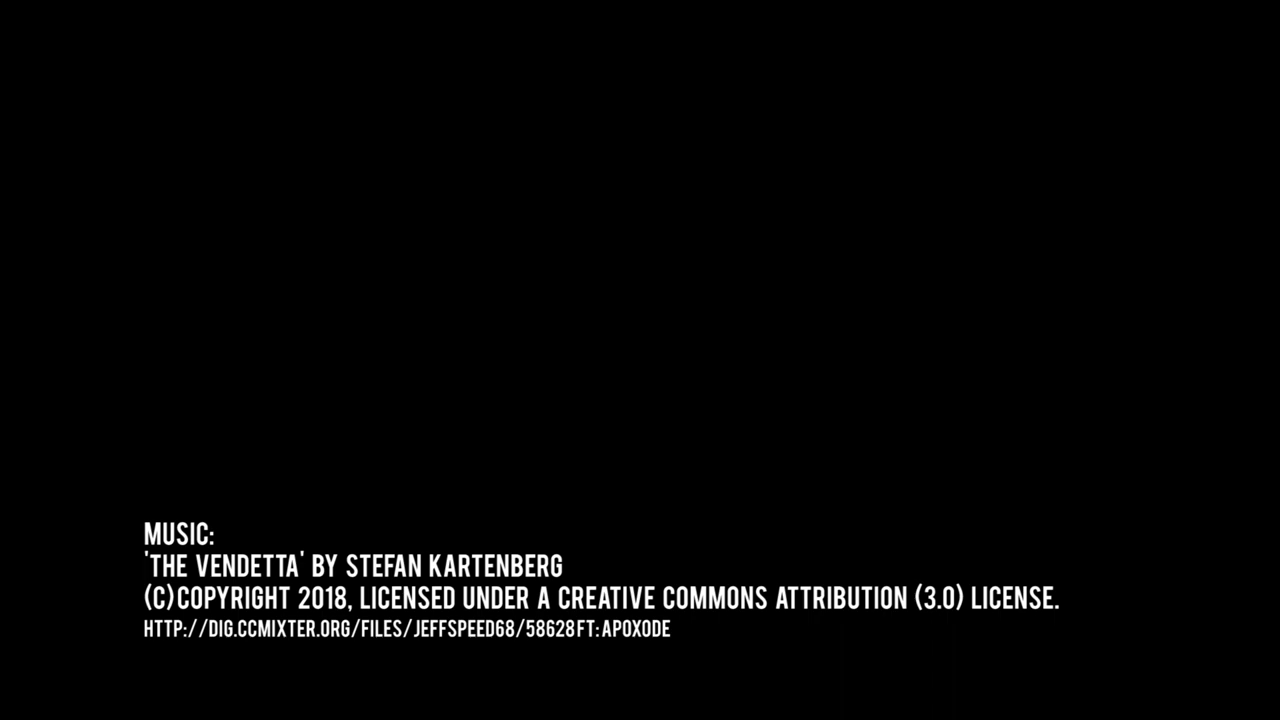 MUSIC:
'THE VENDETTA' BY STEFAN KARTENBERG
(C)COPYRIGHT 2018, LICENSED UNDER A CREATIVE COMMONS ATTRIBUTION (3.0) LICENSE.
HTTP://DIG.CCMIXTER.ORG/FILES/JEFFSPEED68/58628FT: APOXODE